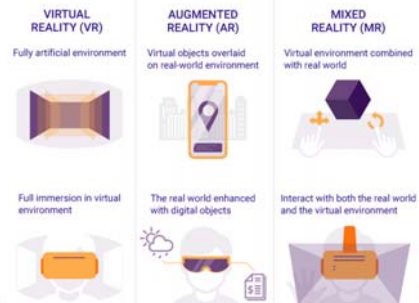 VIRTUAL
REALITY (VR)
Fully artificial environment
Full immersion in virtual
environment
AUGMENTED
REALITY (AR)
Virtual objects overlaid
on real-world environment
The real world enhanced
with digital objects
$
MIXED
REALITY (MR)
Virtual environment combined
with real world
Interact with both the real world
and the virtual environment